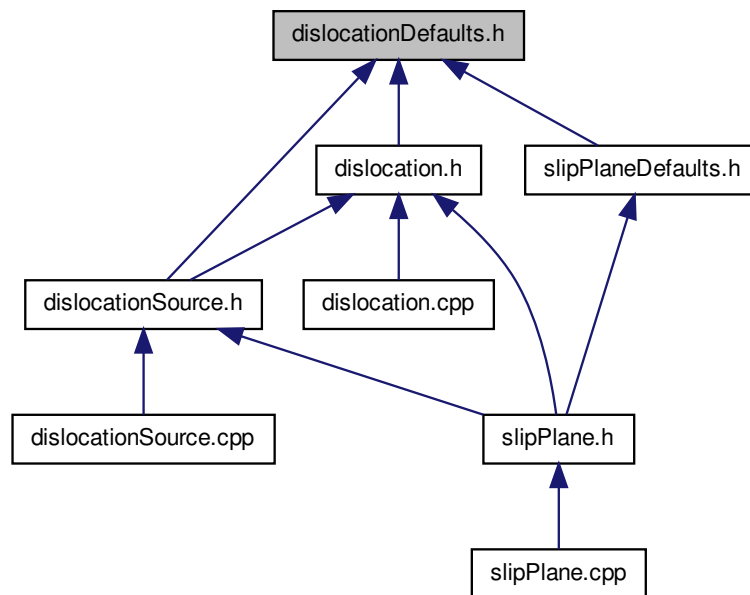 dislocationDefaults.h
dislocation.h
slipPlaneDefaults.h
dislocationSource.h
dislocation.cpp
dislocationSource.cpp
slipPlane.h
slipPlane.cpp